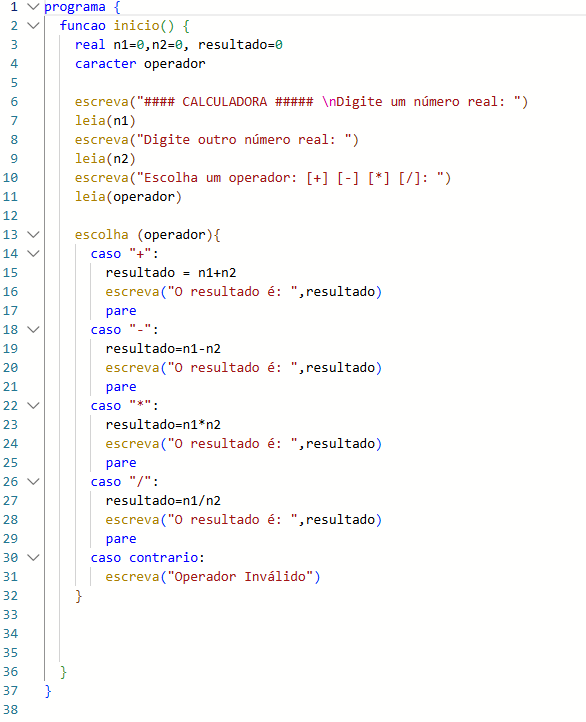 1 programa {
2 funcao inicio() {
3 real n1=0,n2=0, resultado=0
4 caracter operador
5
6 escreva("#### CALCULADORA ##### \nDigite um número real: ")
7 leia(n1)
8 escreva("Digite outro número real: ")
9 leia(n2)
10 escreva("Escolha um operador: [+] [-] [*] [/]: ")
11 leia(operador)
12
13 escolha (operador){
14 caso "+":
15 resultado = n1+n2
16 escreva("O resultado é: ",resultado)
17 pare
18 caso "-":
19 resultado=n1-n2
20 escreva("O resultado é: ",resultado)
21 pare
22 caso "*":
23 resultado=n1*n2
24 escreva("O resultado é: ",resultado)
25 pare
26 caso "/":
27 resultado=n1/n2
28 escreva("O resultado é: ",resultado)
29 pare
30 caso contrario:
31 escreva("Operador Inválido")
32 }
33
34
35
36 }
37 }
38